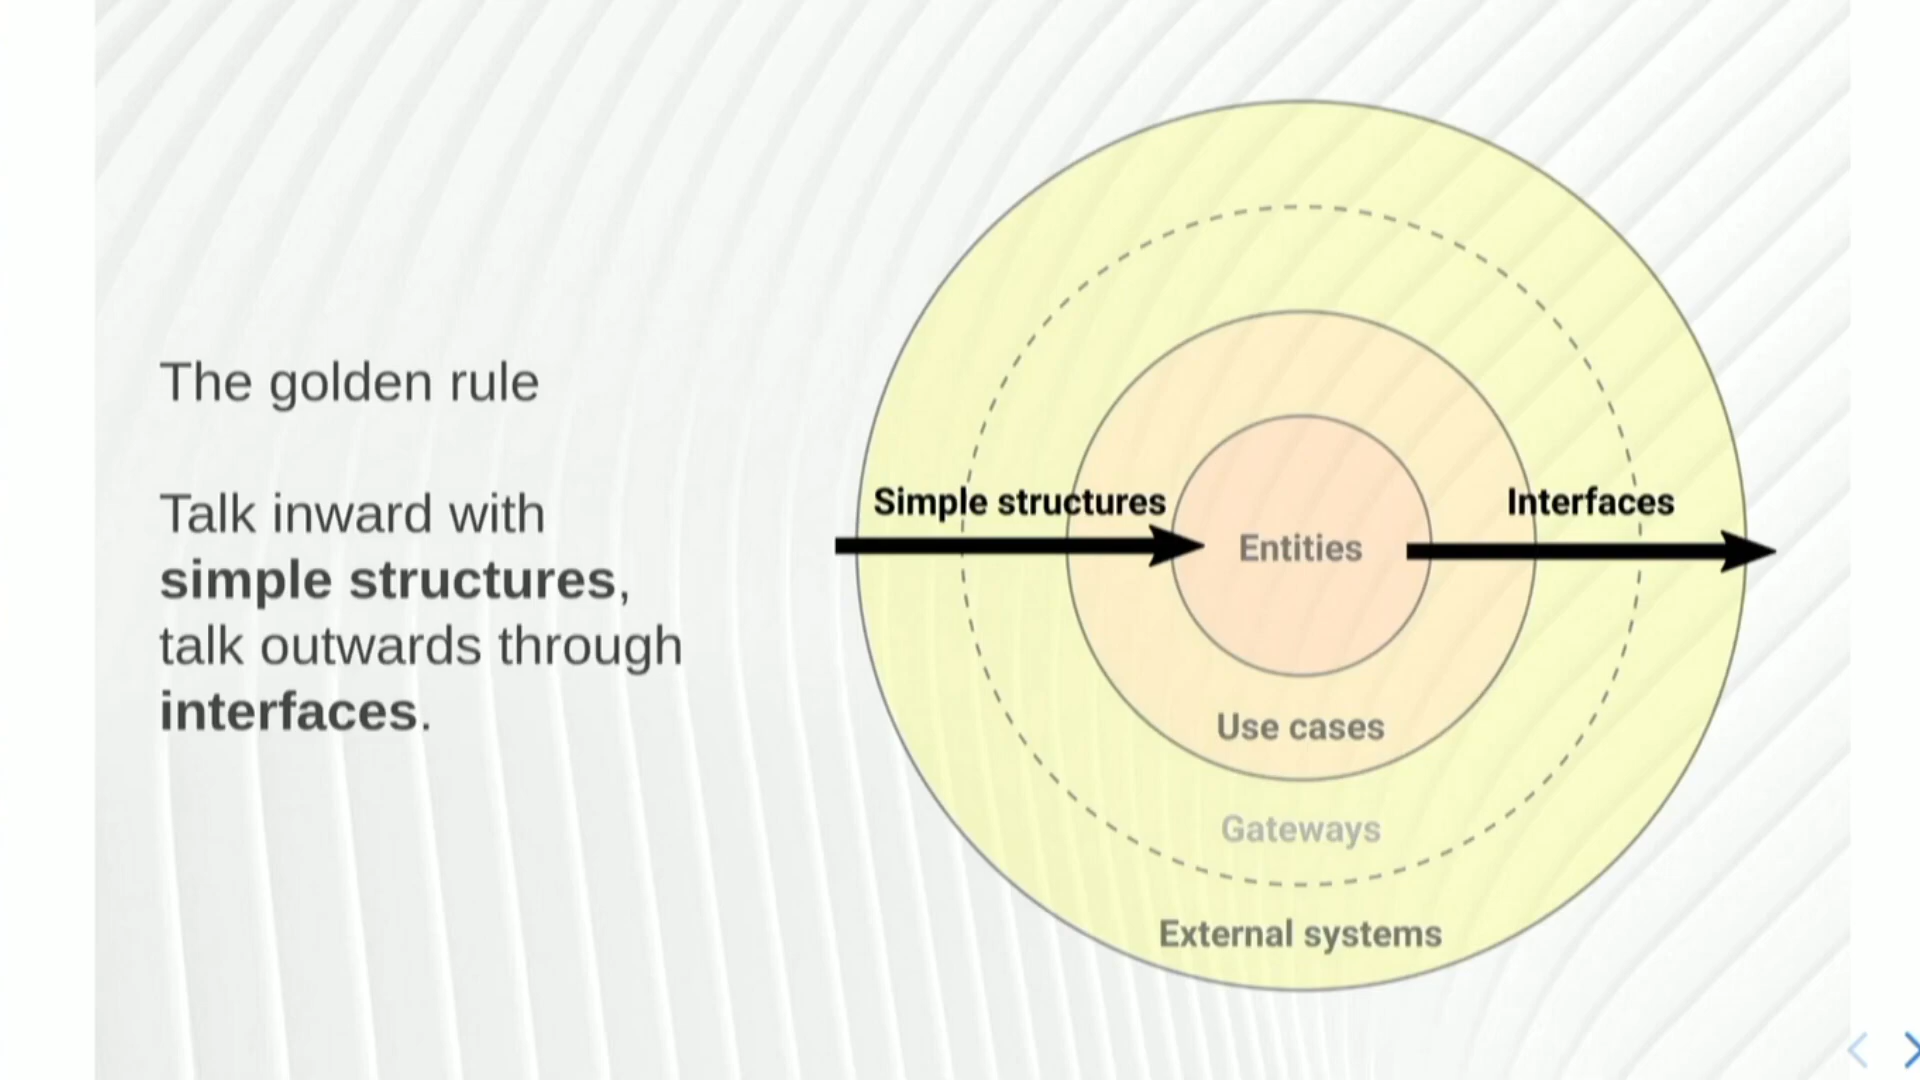 The golden rule
Talk inward with
simple structures,
talk outwards through
interfaces.
Simple structures
Interfaces
Entities
Use cases
Gateways
External systems